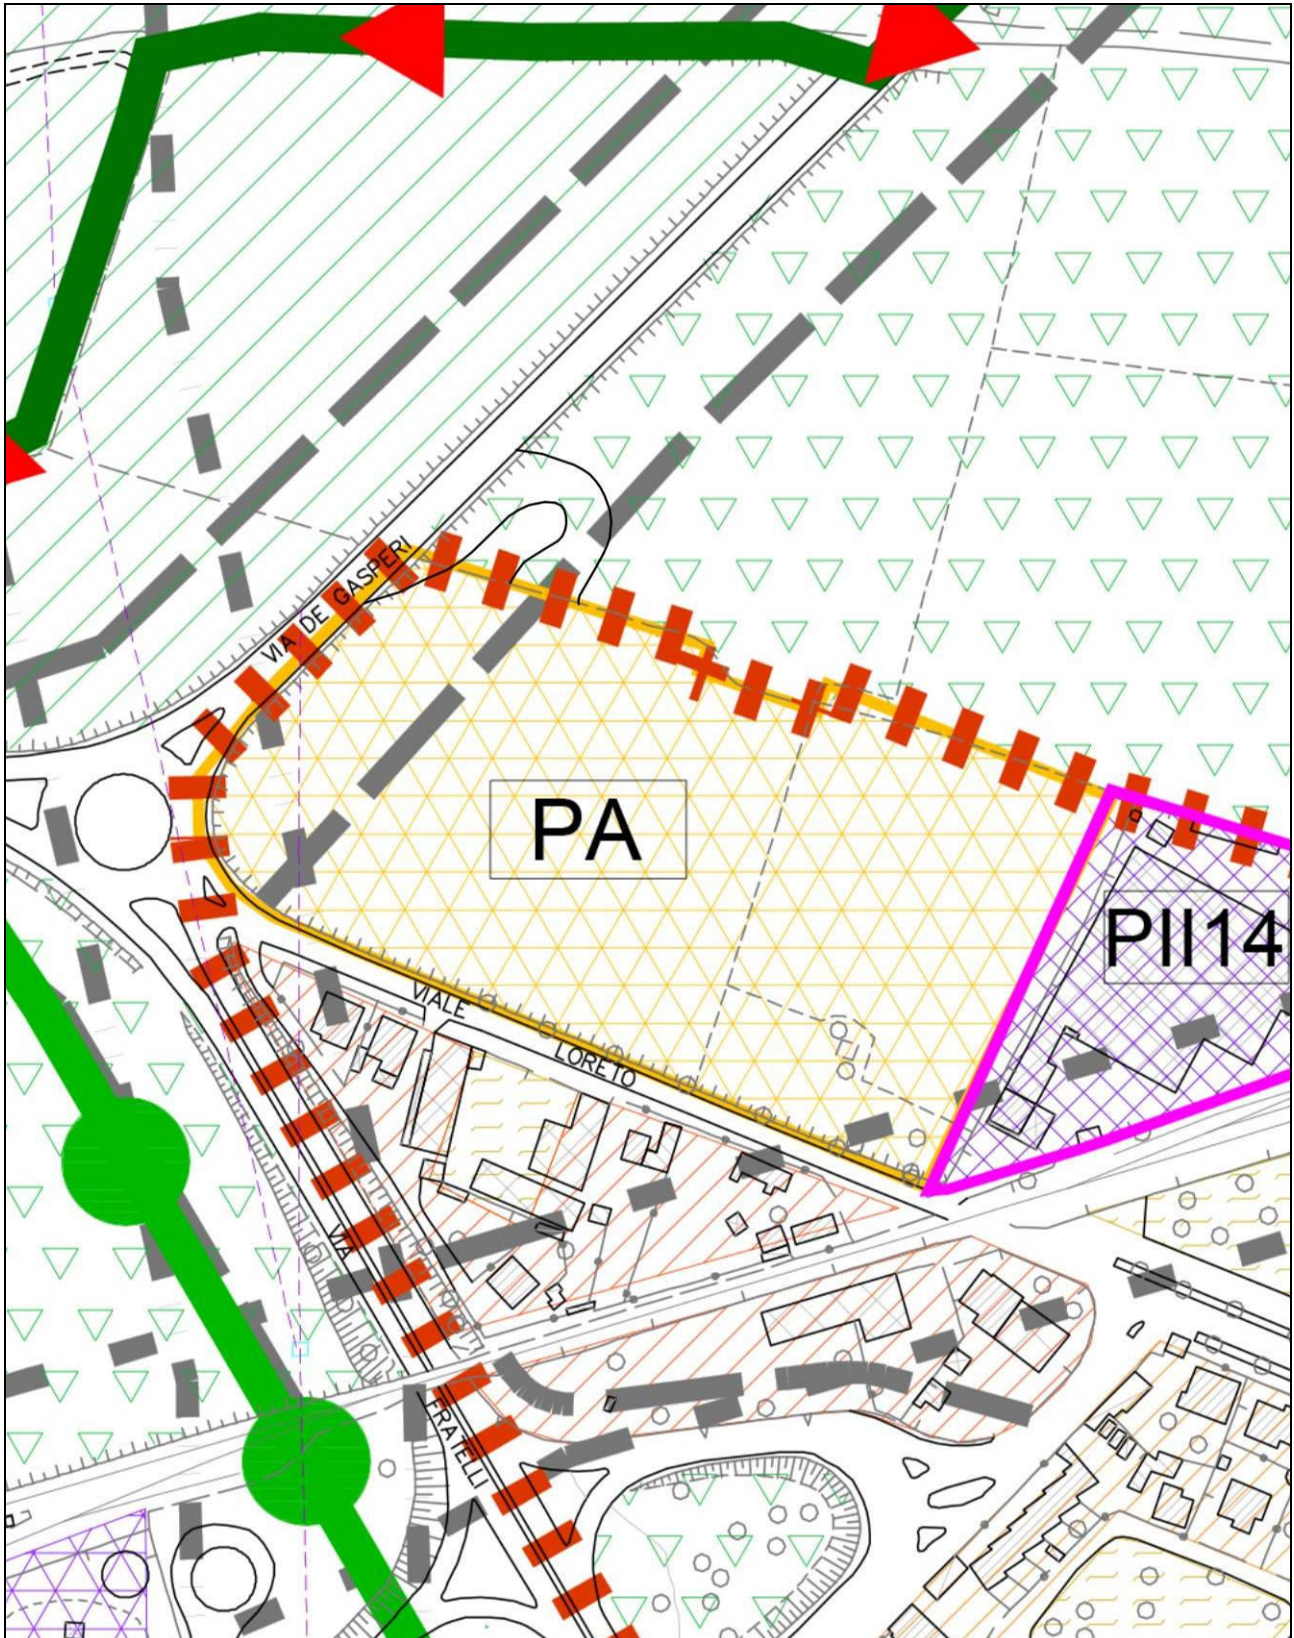 VIA DE GASPERI
PA
PII14
VIALE
LORETO
VIA
FRATELLI